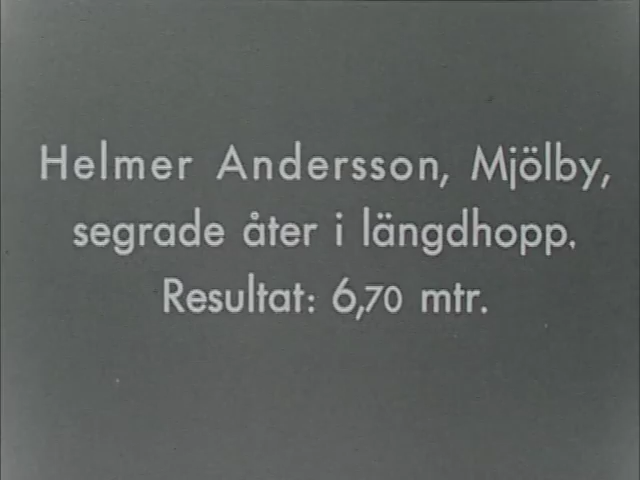 Helmer Andersson, Mjölby,
segrade åter i längdhopp.
Resultat: 6,70 mtr.